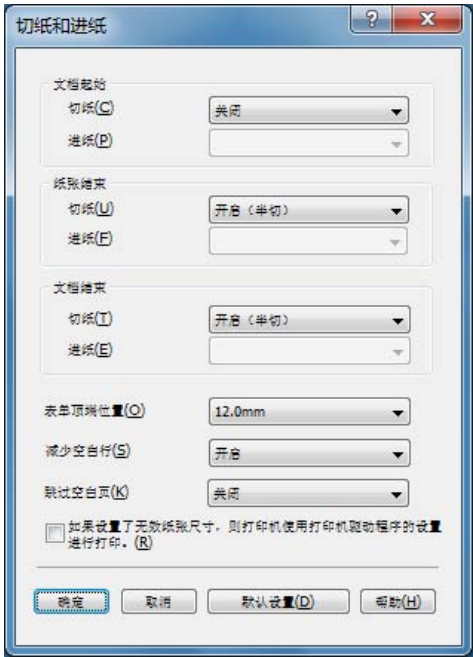 切纸和进纸
?
X
文档起始
切纸(C)
关闭
进纸(P)
纸张结束
切纸(U)
开启（半切）
进纸(F)
文档结束
切纸(T)
开启（半切）
进纸(E)
表单顶端位置(O)
12.0mm
减少空白行(S)
开启
跳过空白页(K)
关闭
如果设置了无效纸张尺寸，则打印机使用打印机驱动程序的设置
进行打印。(R)
确定
取消
默认设置(D)
帮助(H)